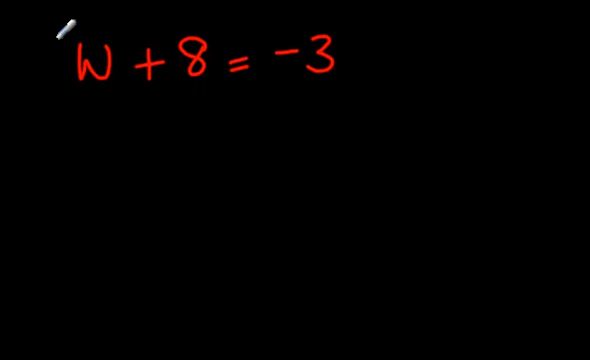 W + 8 = -3